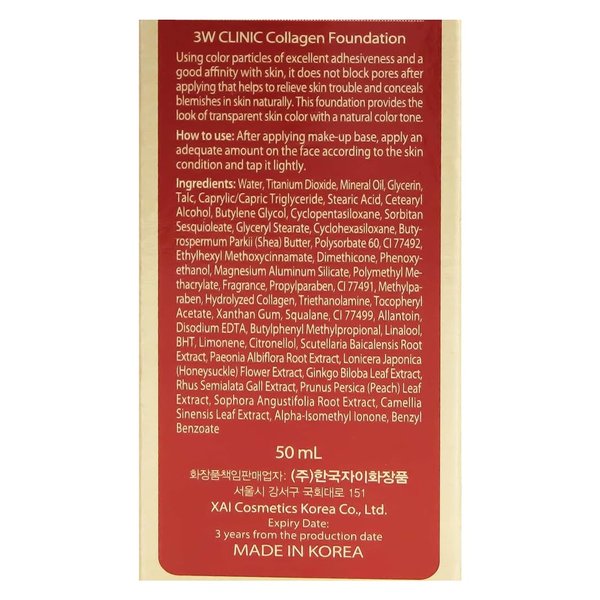 3W CLINIC Collagen Foundation
Using color particles of excellent adhesiveness and a
good affinity with skin, it does not block pores after
applying that helps to relieve skin trouble and conceals
blemishes in skin naturally. This foundation provides the
look of transparent skin color with a natural color tone.
How to use: After applying make-up base, apply an
adequate amount on the face according to the skin
condition and tap it lightly.
Ingredients: Water, Titanium Dioxide, Mineral Oil, Glycerin,
Talc, Caprylic/Capric Triglyceride, Stearic Acid, Cetearyl
Alcohol, Butylene Glycol, Cyclopentasiloxane, Sorbitan
Sesquioleate, Glyceryl Stearate, Cyclohexasiloxane, Buty-
rospermum Parkii (Shea) Butter, Polysorbate 60, CI 77492,
Ethylhexyl Methoxycinnamate, Dimethicone, Phenoxy-
ethanol, Magnesium Aluminum Silicate, Polymethyl Me-
thacrylate, Fragrance, Propylparaben, CI 77491, Methylpa-
raben, Hydrolyzed Collagen, Triethanolamine, Tocopheryl
Acetate, Xanthan Gum, Squalane, CI 77499, Allantoin,
Disodium EDTA, Butylphenyl Methylpropional, Linalool,
BHT, Limonene, Citronellol, Scutellaria Baicalensis Root
Extract, Paeonia Albiflora Root Extract, Lonicera Japonica
(Honeysuckle) Flower Extract, Ginkgo Biloba Leaf Extract,
Rhus Semialata Gall Extract, Prunus Persica (Peach) Leaf
Extract, Sophora Angustifolia Root Extract, Camellia
Sinensis Leaf Extract, Alpha-Isomethyl Ionone, Benzyl
Benzoate
50 mL
화장품책임판매업자: (주)한국자이화장품
서울시 강서구 국회대로 151
XAI Cosmetics Korea Co., Ltd.
Expiry Date:
3 years from the production date
MADE IN KOREA